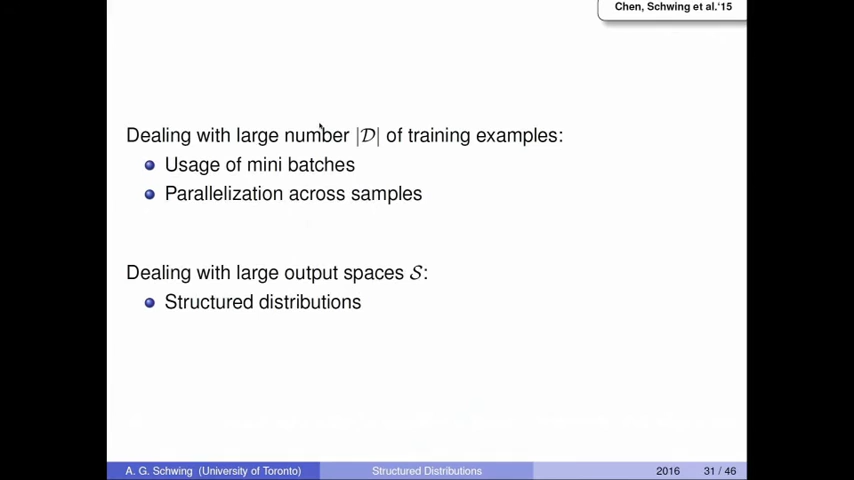 Chen, Schwing et al.'15
Dealing with large number |𝒟| of training examples:
Usage of mini batches
Parallelization across samples
Dealing with large output spaces 𝒮:
Structured distributions
A. G. Schwing (University of Toronto) Structured Distributions 2016 31 / 46